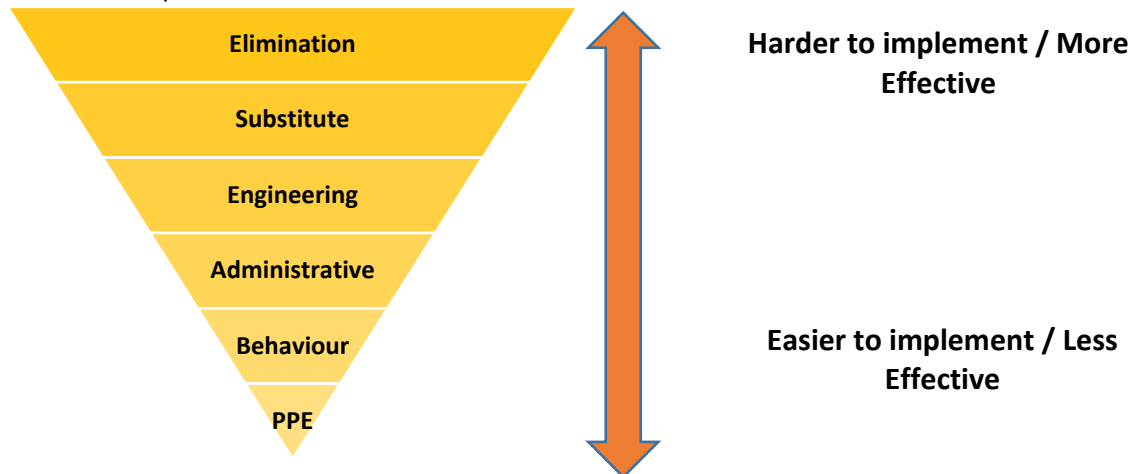 Elimination
Substitute
Engineering
Administrative
Behaviour
PPE
Harder to implement / More
Effective
Easier to implement / Less
Effective